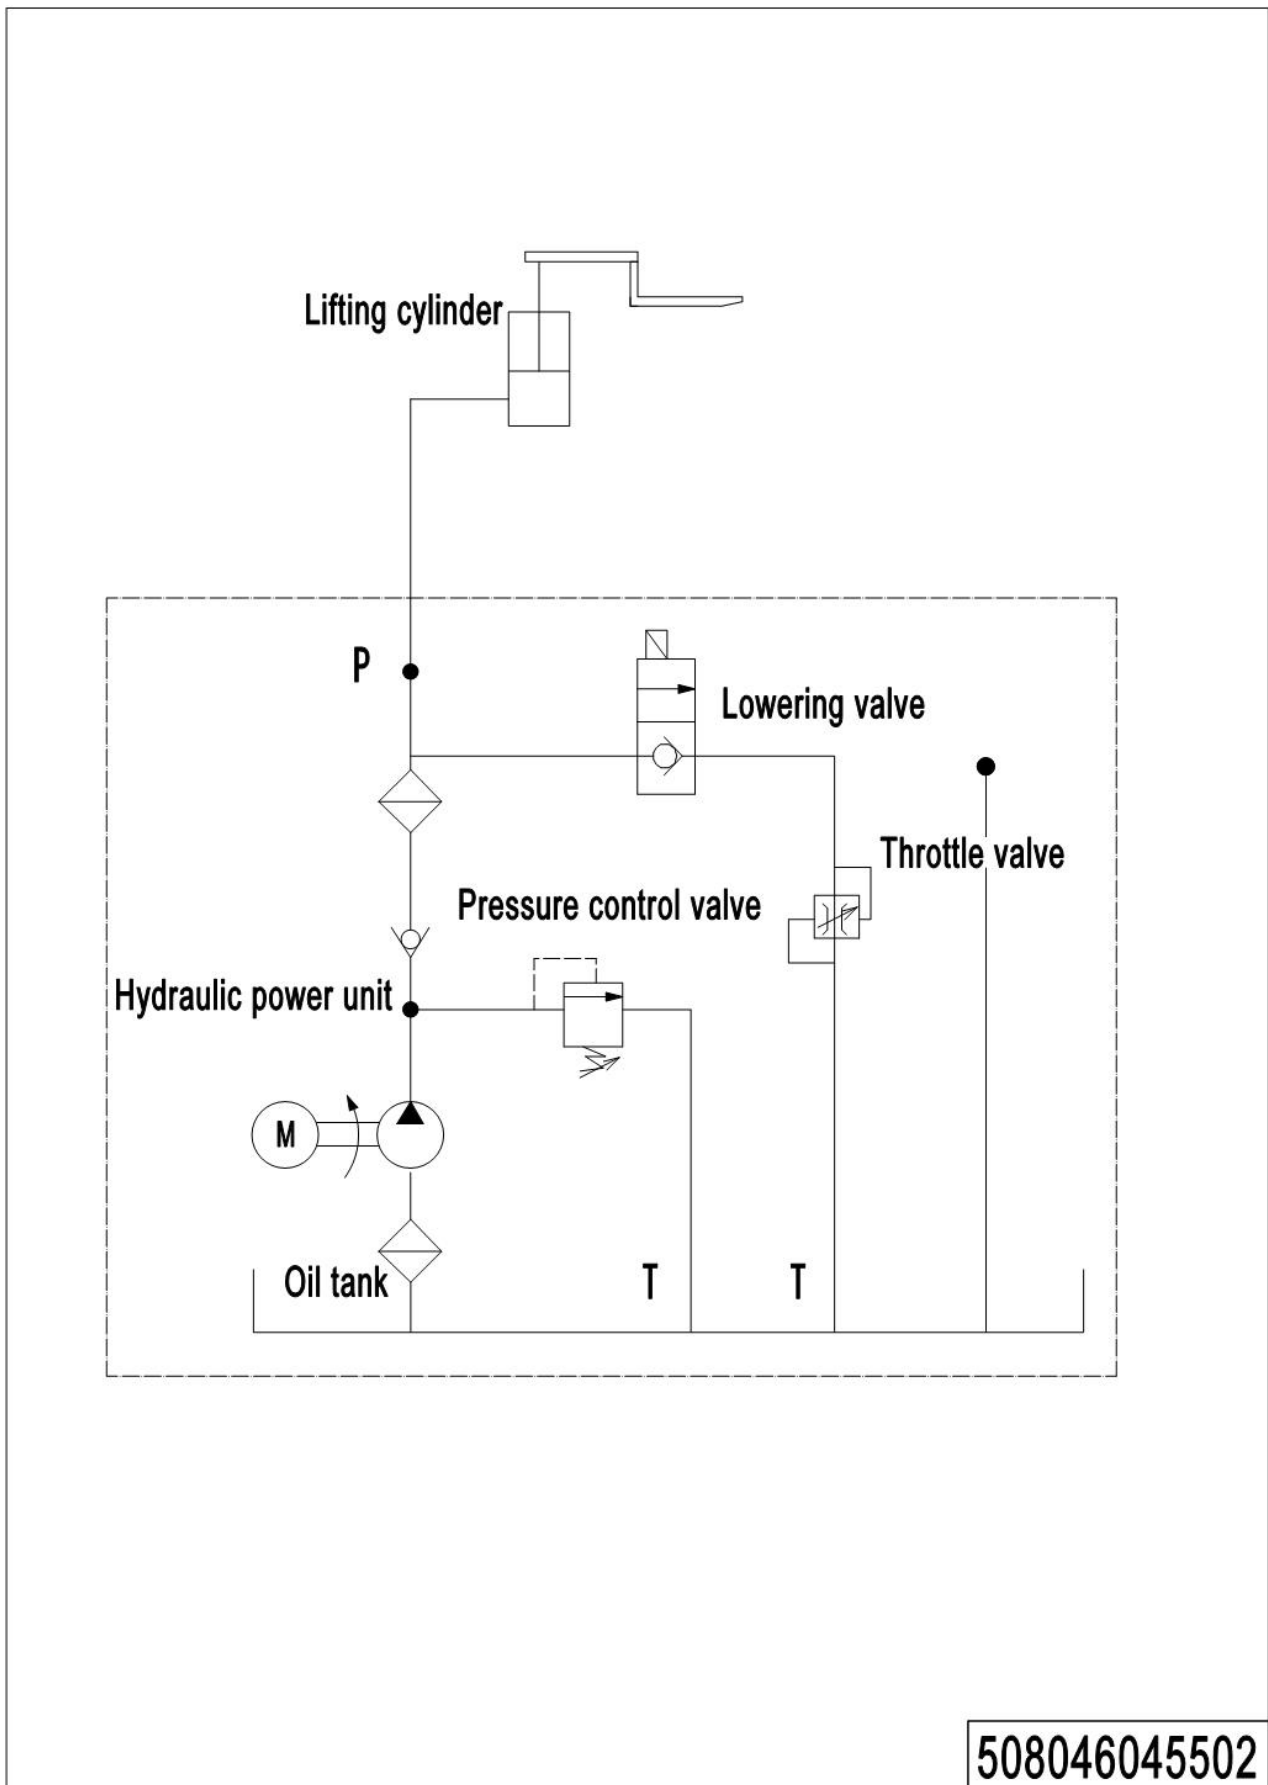 Lifting cylinder
P
Lowering valve
Throttle valve
Pressure control valve
Hydraulic power unit
M
Oil tank
T
T
508046045502